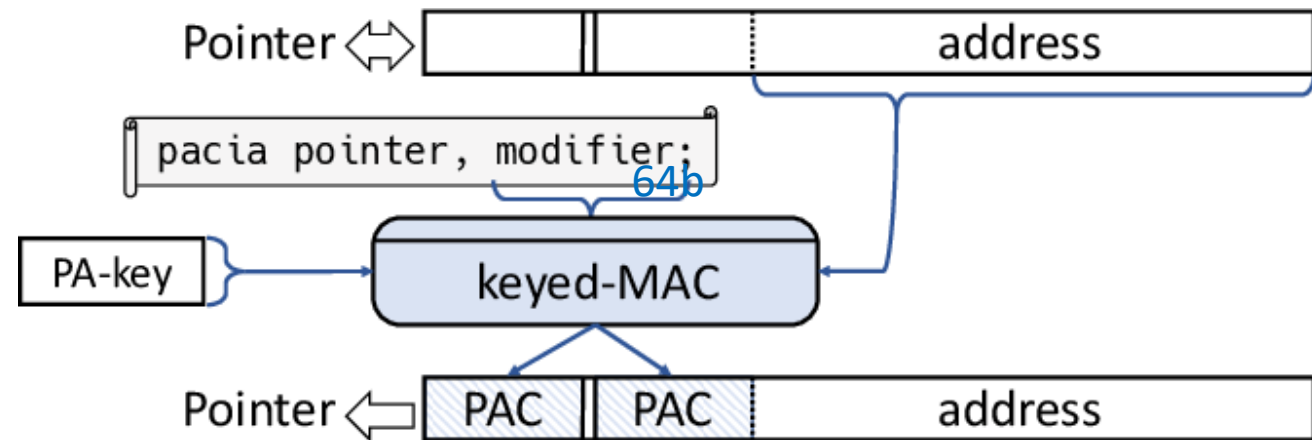 Pointer address
pacia pointer, modifier;
64b
PA-key
keyed-MAC
Pointer PAC PAC address